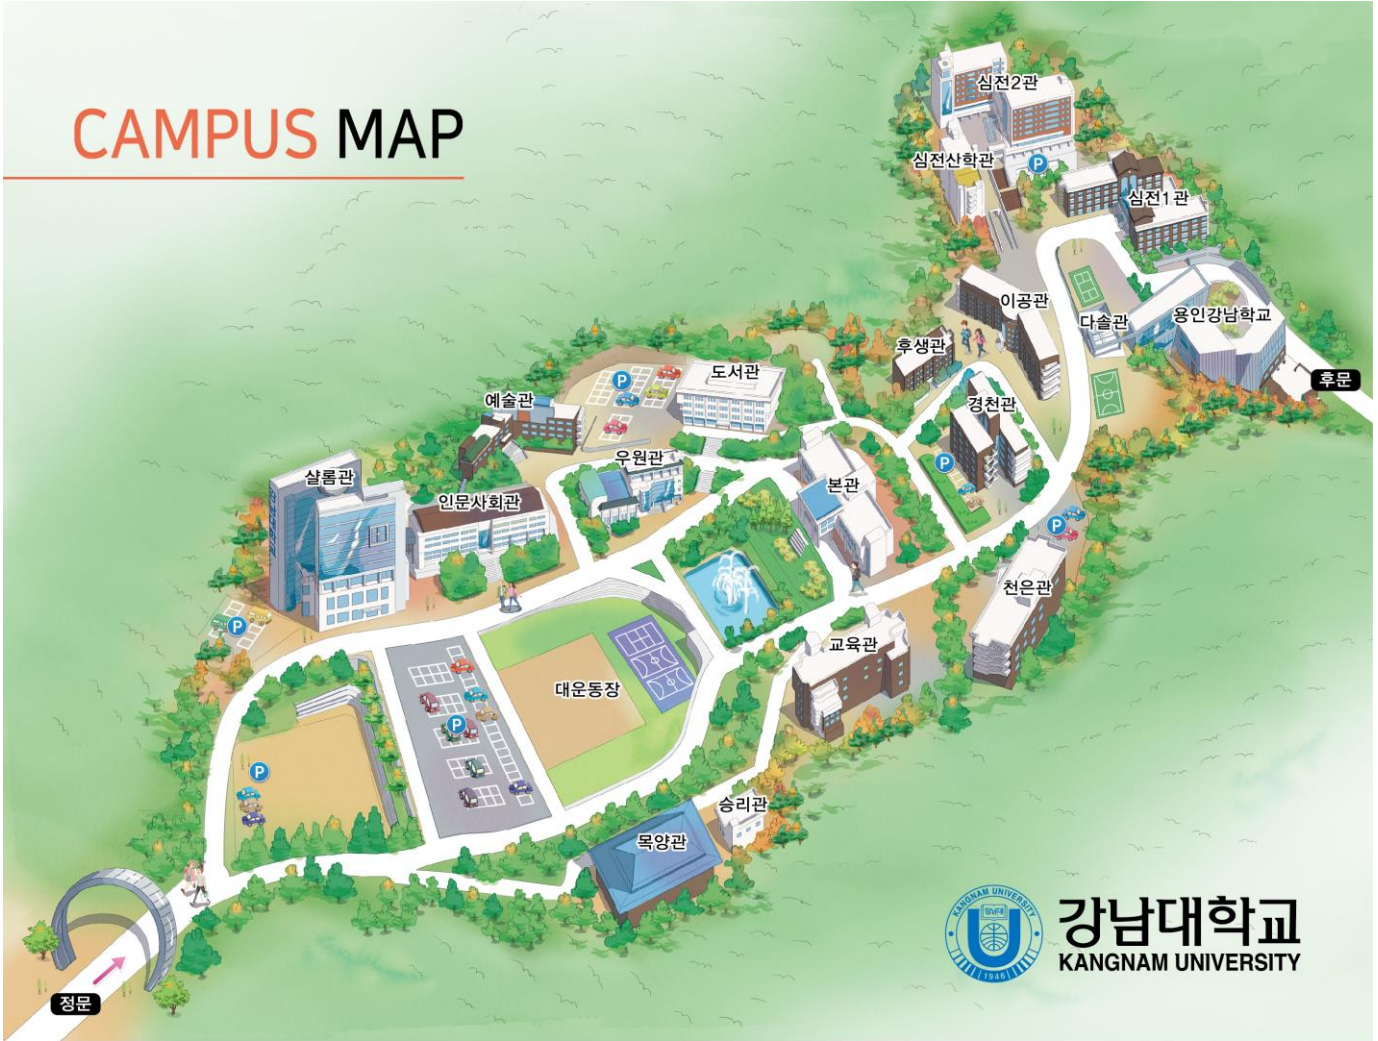 CAMPUS MAP
심전2관
심전산학관
P
심전1관
이공관
다솔관
용인강남학교
후생관
후문
도서관
P
예술관
경천관
P
우원관
본관
샬롬관
인문사회관
P
천은관
P
교육관
대운동장
P
P
승리관
목양관
정문
KANGNAM UNIVERSITY
강남대
1946
강남대학교
KANGNAM UNIVERSITY